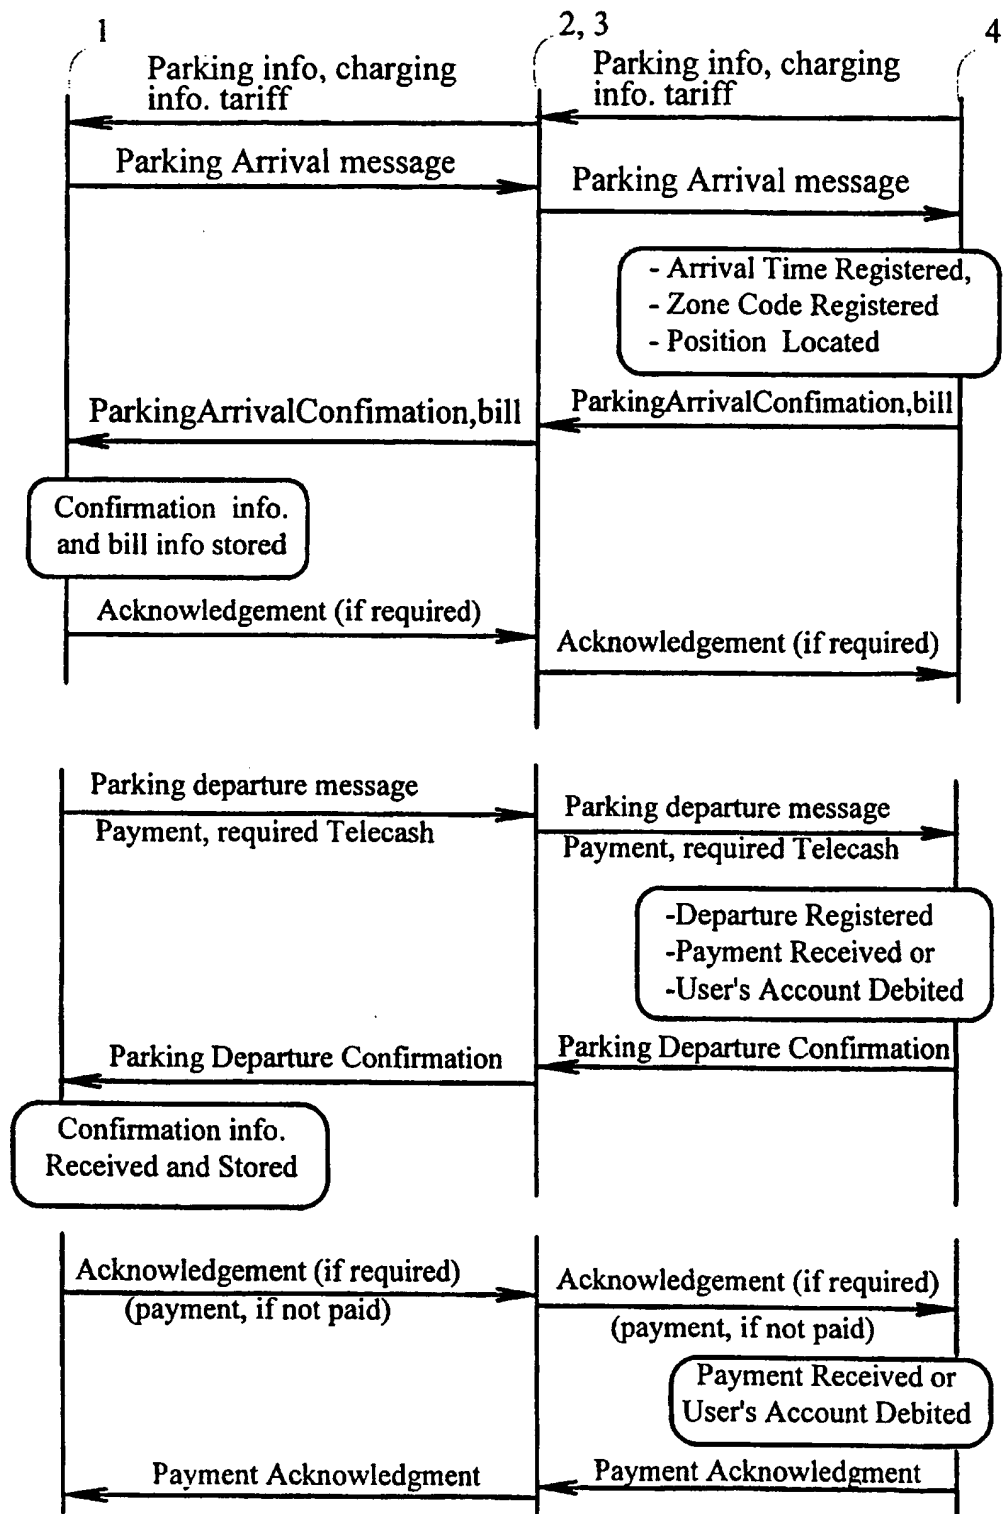 1
2, 3
4
Parking info, charging
info. tariff
Parking info, charging
info. tariff
Parking Arrival message
Parking Arrival message
- Arrival Time Registered,
- Zone Code Registered
- Position Located
ParkingArrivalConfimation,bill
ParkingArrivalConfimation,bill
Confirmation info.
and bill info stored
Acknowledgement (if required)
Acknowledgement (if required)
Parking departure message
Payment, required Telecash
Parking departure message
Payment, required Telecash
-Departure Registered
-Payment Received or
-User's Account Debited
Parking Departure Confirmation
Parking Departure Confirmation
Confirmation info.
Received and Stored
Acknowledgement (if required)
(payment, if not paid)
Acknowledgement (if required)
(payment, if not paid)
Payment Received or
User's Account Debited
Payment Acknowledgment
Payment Acknowledgment